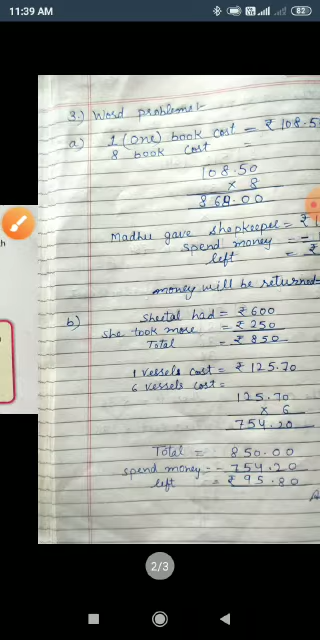 11:39 AM
82
3.) Word problems:-
a) 1 (one) book cost = ₹ 108.50
8 book cost =
108.50
x 8
868.00
Madhu gave shopkeeper = ₹ 1
spend money = -
left = ₹
money will be returned =
b) Sheetal had = ₹ 600
she took more = ₹ 250
Total = ₹ 850
1 vessels cost = ₹ 125.70
6 vessels cost =
125.70
x 6
754.20
Total = 850.00
spend money = - 754.20
left = ₹ 95.80
A
2/3